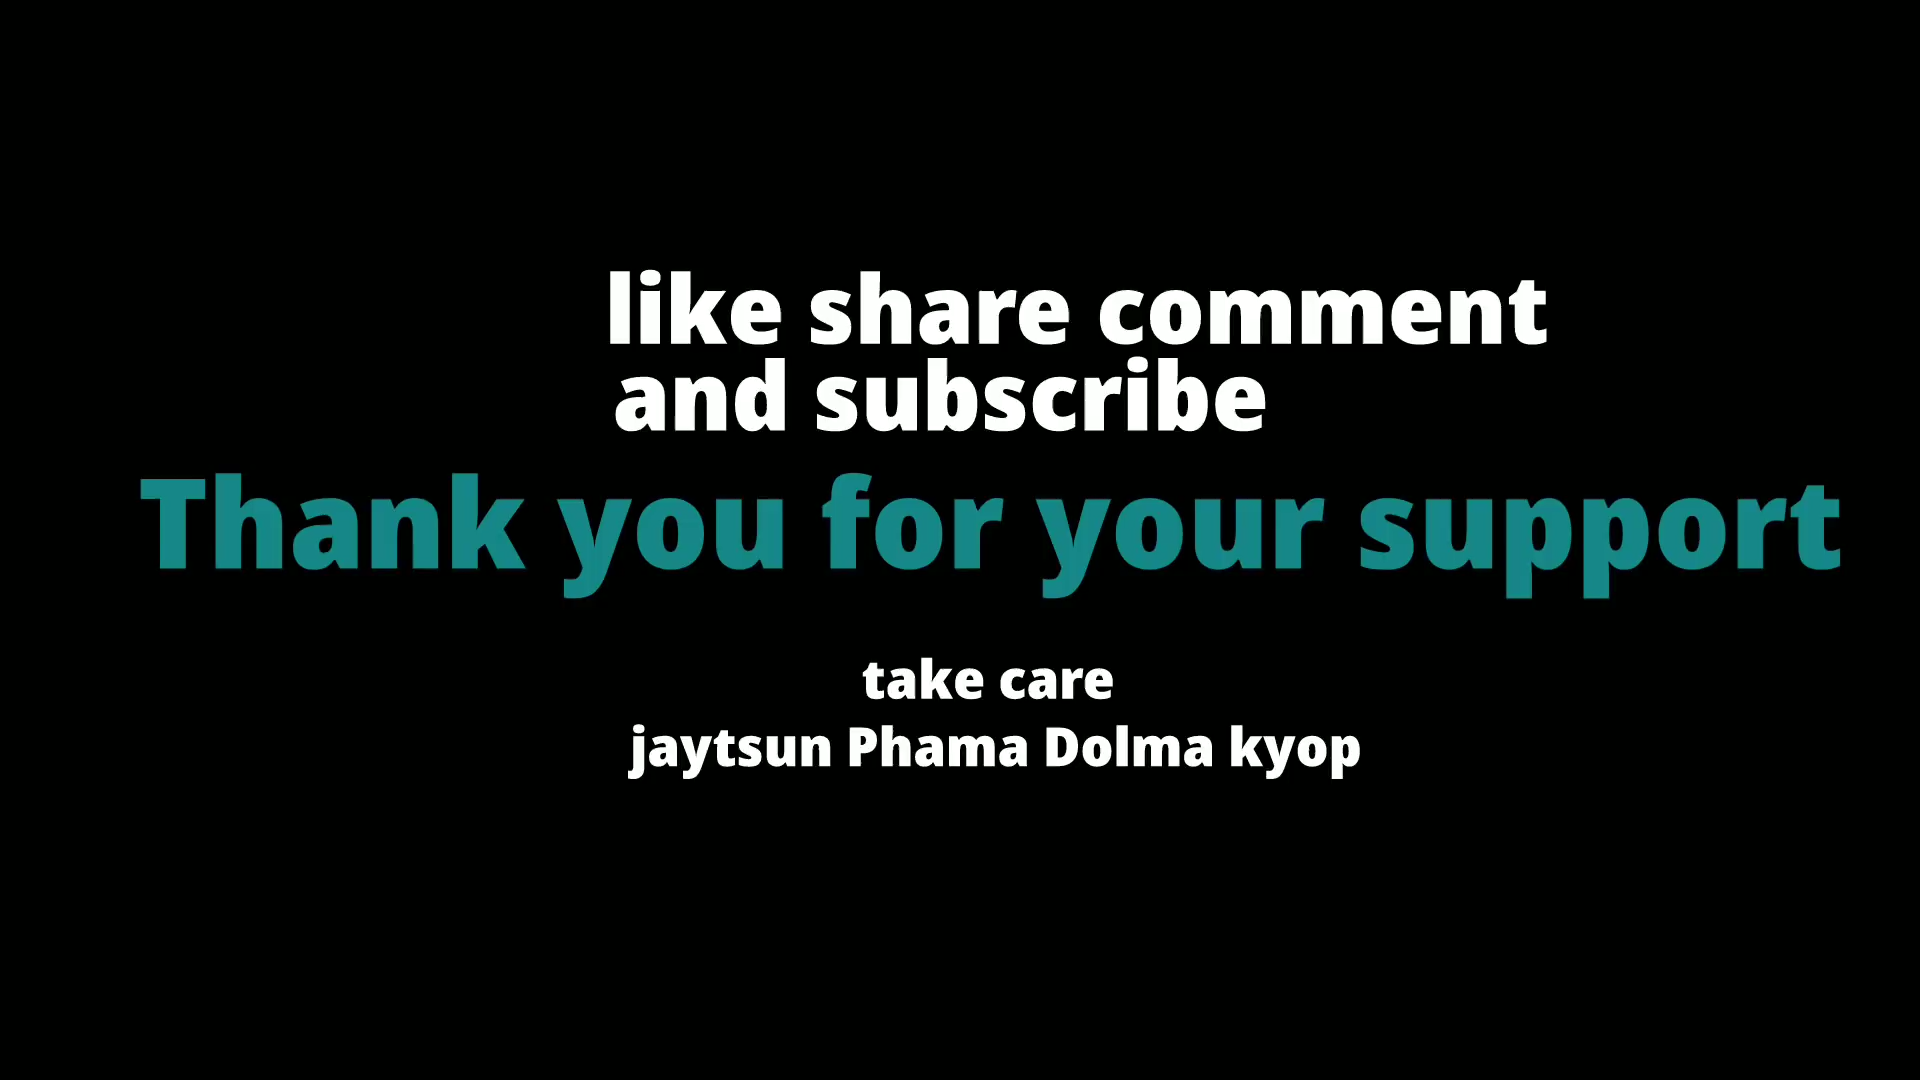 like share comment
and subscribe
Thank you for your support
take care
jaytsun Phama Dolma kyop